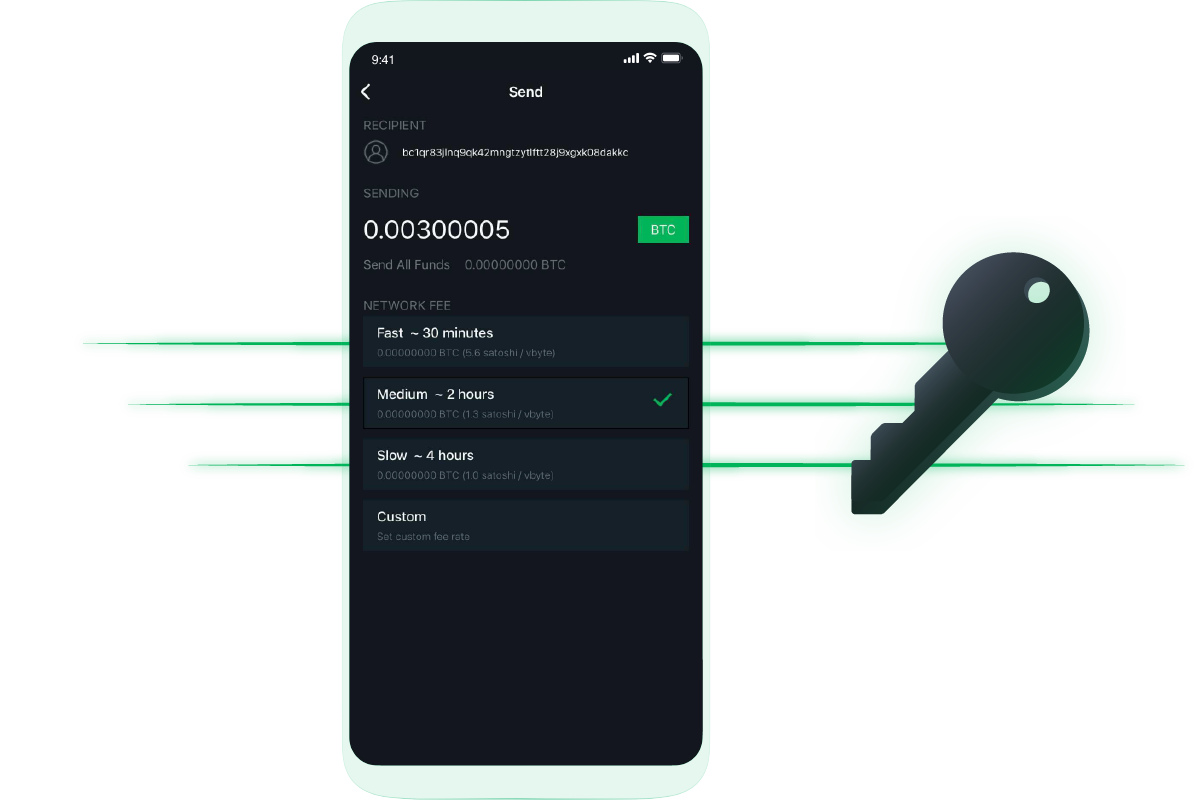 9:41
Send
RECIPIENT
bc1qr83jlnq9qk42mngtzytlftt28j9xgxk08dakkc
SENDING
0.00300005 BTC
Send All Funds 0.00000000 BTC
NETWORK FEE
Fast ~ 30 minutes
0.00000000 BTC (5.6 satoshi / vbyte)
Medium ~ 2 hours
0.00000000 BTC (1.3 satoshi / vbyte)
Slow ~ 4 hours
0.00000000 BTC (1.0 satoshi / vbyte)
Custom
Set custom fee rate